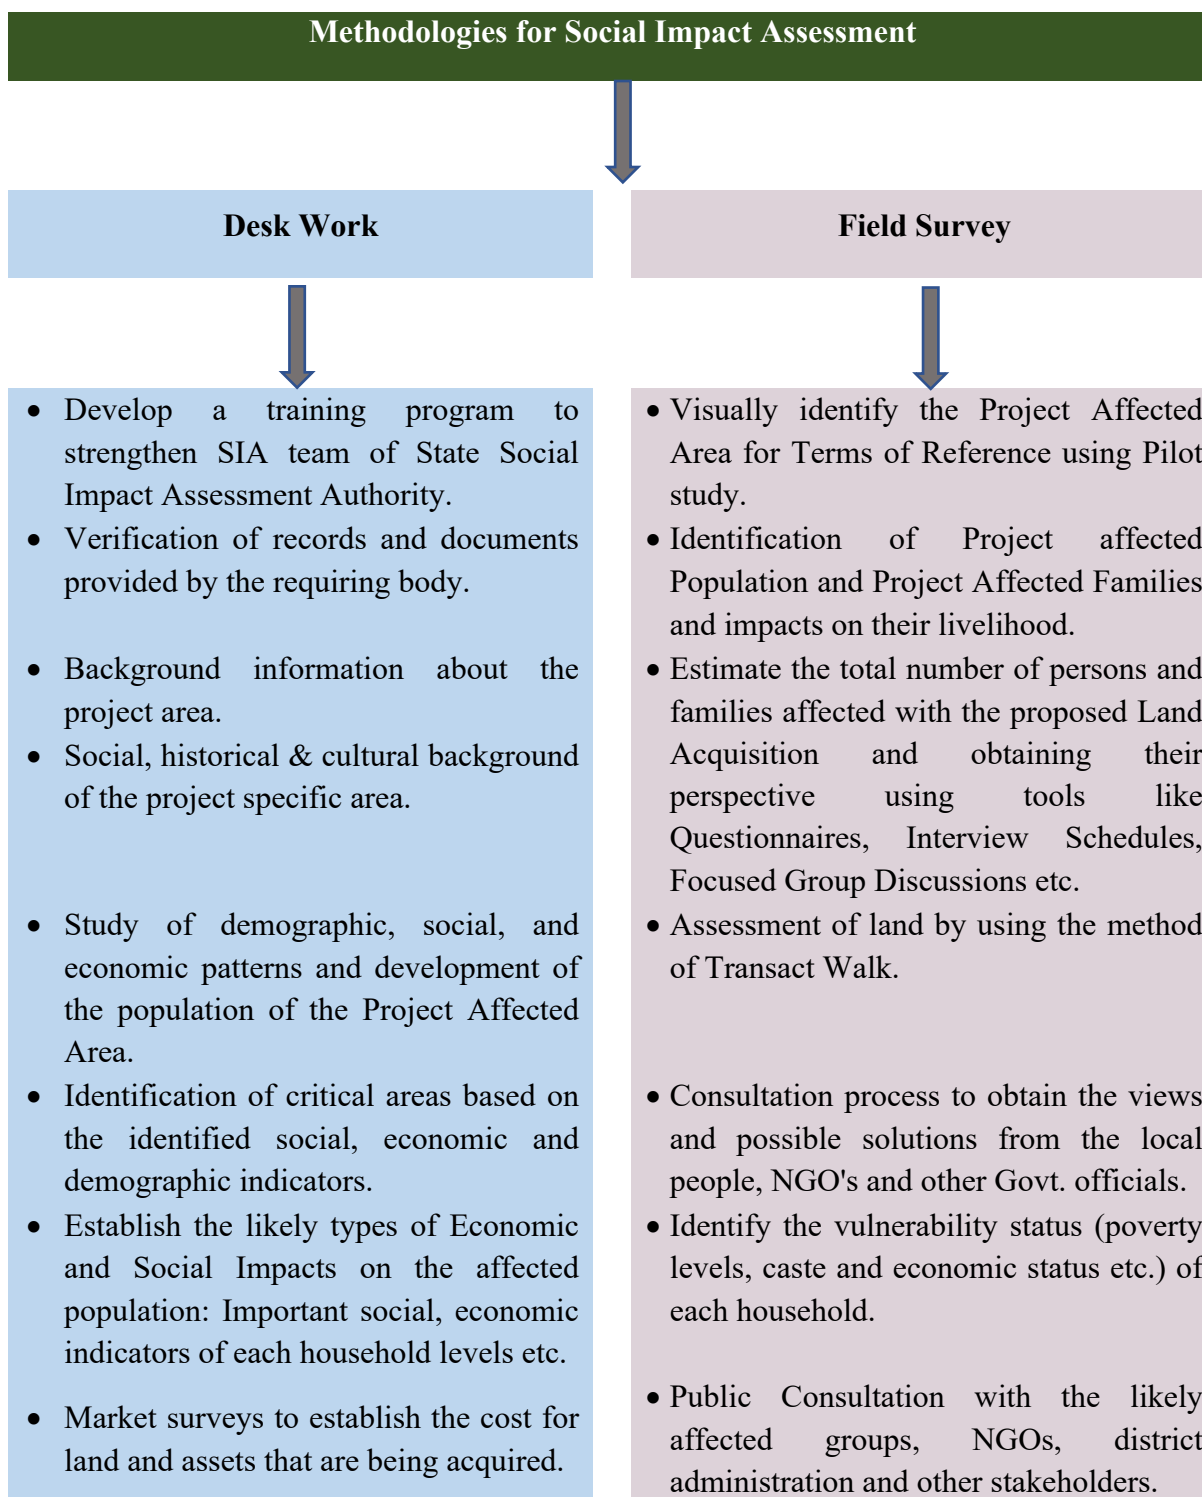 Methodologies for Social Impact Assessment
Desk Work
• Develop a training program to
strengthen SIA team of State Social
Impact Assessment Authority.
• Verification of records and documents
provided by the requiring body.
• Background information about the
project area.
• Social, historical & cultural background
of the project specific area.
• Study of demographic, social, and
economic patterns and development of
the population of the Project Affected
Area.
• Identification of critical areas based on
the identified social, economic and
demographic indicators.
• Establish the likely types of Economic
and Social Impacts on the affected
population: Important social, economic
indicators of each household levels etc.
• Market surveys to establish the cost for
land and assets that are being acquired.
Field Survey
• Visually identify the Project Affected
Area for Terms of Reference using Pilot
study.
• Identification of Project affected
Population and Project Affected Families
and impacts on their livelihood.
• Estimate the total number of persons and
families affected with the proposed Land
Acquisition and obtaining their
perspective using tools like
Questionnaires, Interview Schedules,
Focused Group Discussions etc.
• Assessment of land by using the method
of Transact Walk.
• Consultation process to obtain the views
and possible solutions from the local
people, NGO's and other Govt. officials.
• Identify the vulnerability status (poverty
levels, caste and economic status etc.) of
each household.
• Public Consultation with the likely
affected groups, NGOs, district
administration and other stakeholders.